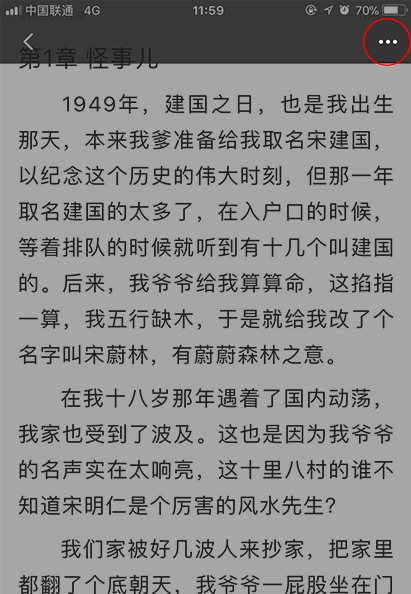 中国联通 4G 11:59 70%
第1章 怪事儿
1949年，建国之日，也是我出生
那天，本来我爹准备给我取名宋建国，
以纪念这个历史的伟大时刻，但那一年
取名建国的太多了，在入户口的时候，
等着排队的时候就听到有十几个叫建国
的。后来，我爷爷给我算算命，这掐指
一算，我五行缺木，于是就给我改了个
名字叫宋蔚林，有蔚蔚森林之意。
在我十八岁那年遇着了国内动荡，
我家也受到了波及。这也是因为我爷爷
的名声实在太响亮，这十里八村的谁不
知道宋明仁是个厉害的风水先生？
我们家被好几波人来抄家，把家里
都翻了个底朝天，我爷爷一屁股坐在门